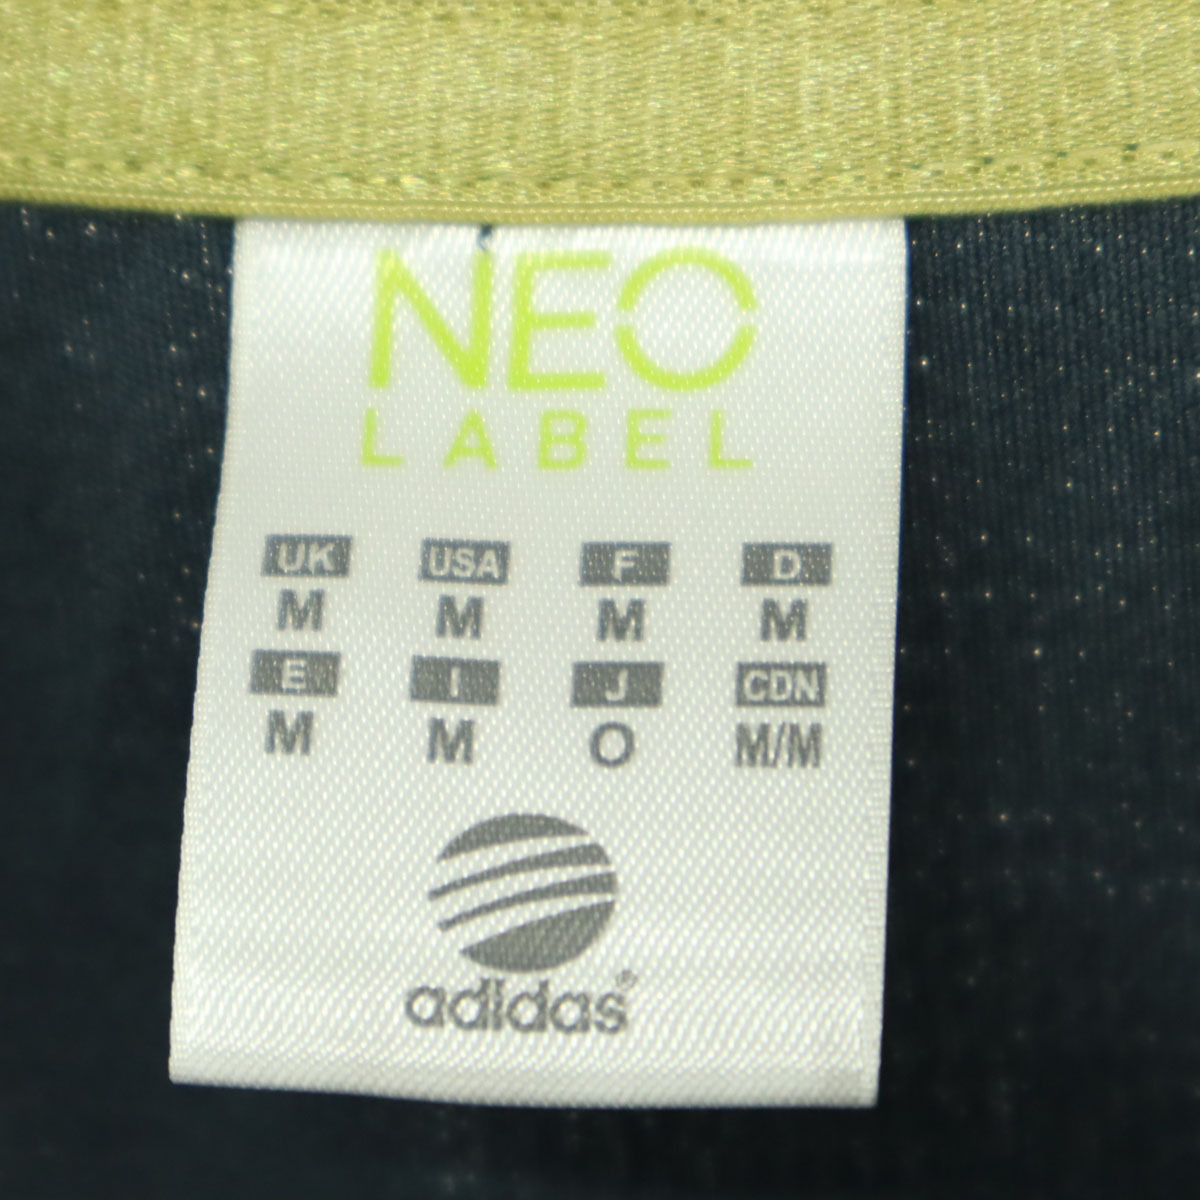 NEO
LABEL
UK USA F D
M M M M
E I J CDN
M M O M/M
adidas®